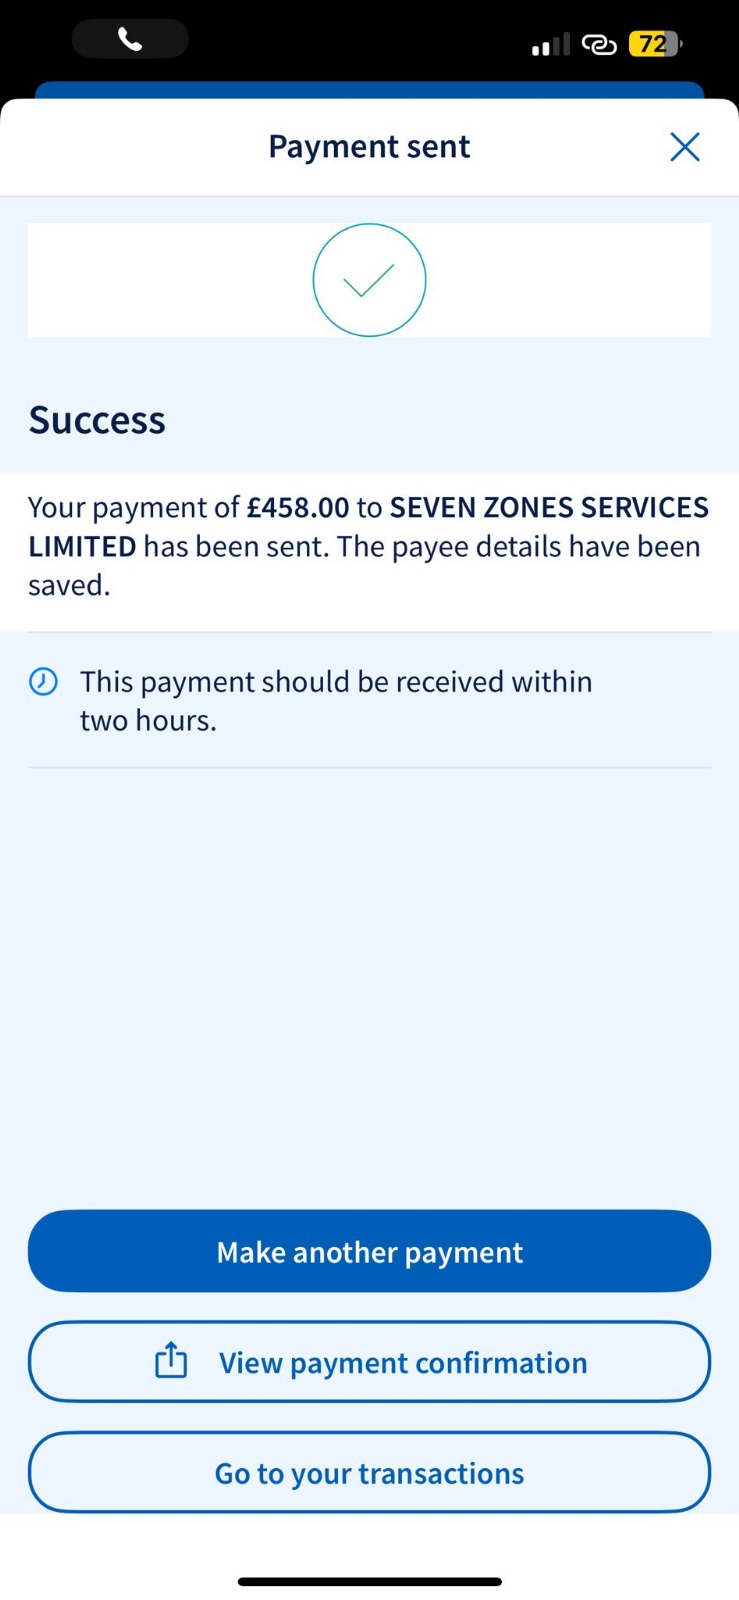 72
Payment sent
Success
Your payment of £458.00 to SEVEN ZONES SERVICES
LIMITED has been sent. The payee details have been
saved.
This payment should be received within
two hours.
Make another payment
View payment confirmation
Go to your transactions